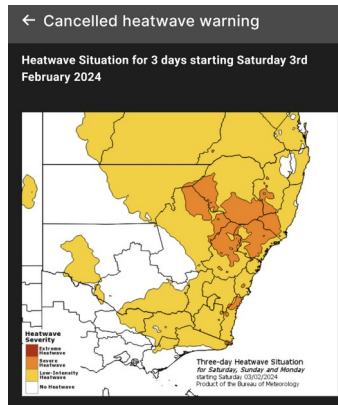 ← Cancelled heatwave warning
Heatwave Situation for 3 days starting Saturday 3rd
February 2024
Heatwave
Severity
Extreme
Heatwave
Severe
Heatwave
Low-Intensity
Heatwave
No Heatwave
Three-day Heatwave Situation
for Saturday, Sunday and Monday
starting Saturday 03/02/2024
Product of the Bureau of Meteorology